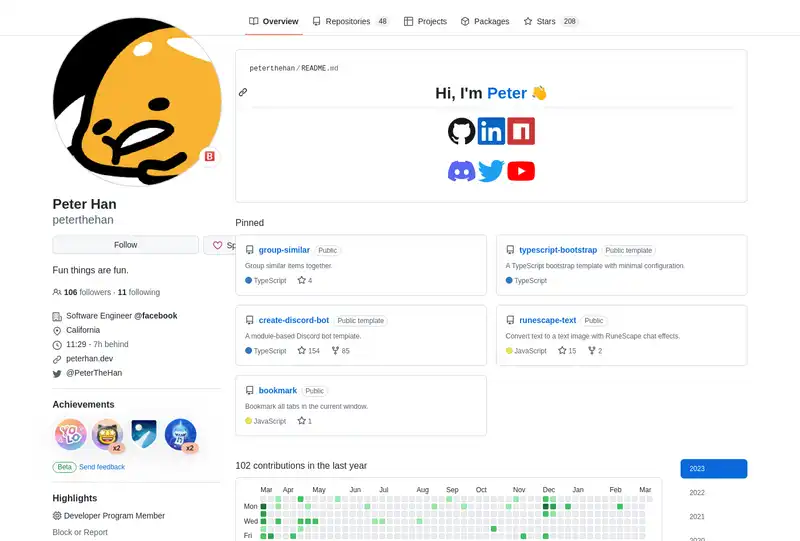 Overview
Repositories 48
Projects
Packages
Stars 208
B
Peter Han
peterthehan
Follow
Sp
Fun things are fun.
106 followers · 11 following
Software Engineer @facebook
California
11:29 - 7h behind
peterhan.dev
@PeterTheHan
Achievements
YOLO
x2
x2
Beta Send feedback
Highlights
Developer Program Member
Block or Report
peterthehan/README.md
Hi, I'm Peter 👋
in
Pinned
group-similar Public
Group similar items together.
TypeScript 4
typescript-bootstrap Public template
A TypeScript bootstrap template with minimal configuration.
TypeScript
create-discord-bot Public template
A module-based Discord bot template.
TypeScript 154 85
runescape-text Public
Convert text to a text image with RuneScape chat effects.
JavaScript 15 2
bookmark Public
Bookmark all tabs in the current window.
JavaScript 1
102 contributions in the last year
Mar Apr May Jun Jul Aug Sep Oct Nov Dec Jan Feb Mar
Mon
Wed
Fri
2023
2022
2021
2020